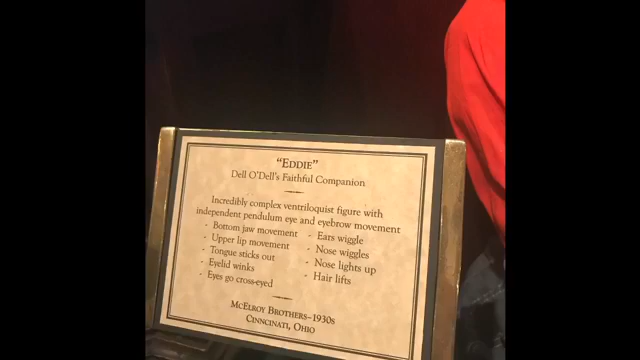 "EDDIE"
Dell O'Dell's Faithful Companion
Incredibly complex ventriloquist figure with
independent pendulum eye and eyebrow movement
- Bottom jaw movement
- Upper lip movement
- Tongue sticks out
- Eyelid winks
- Eyes go cross-eyed
- Ears wiggle
- Nose wiggles
- Nose lights up
- Hair lifts
MCELROY BROTHERS–1930s
CINNCINATI, OHIO